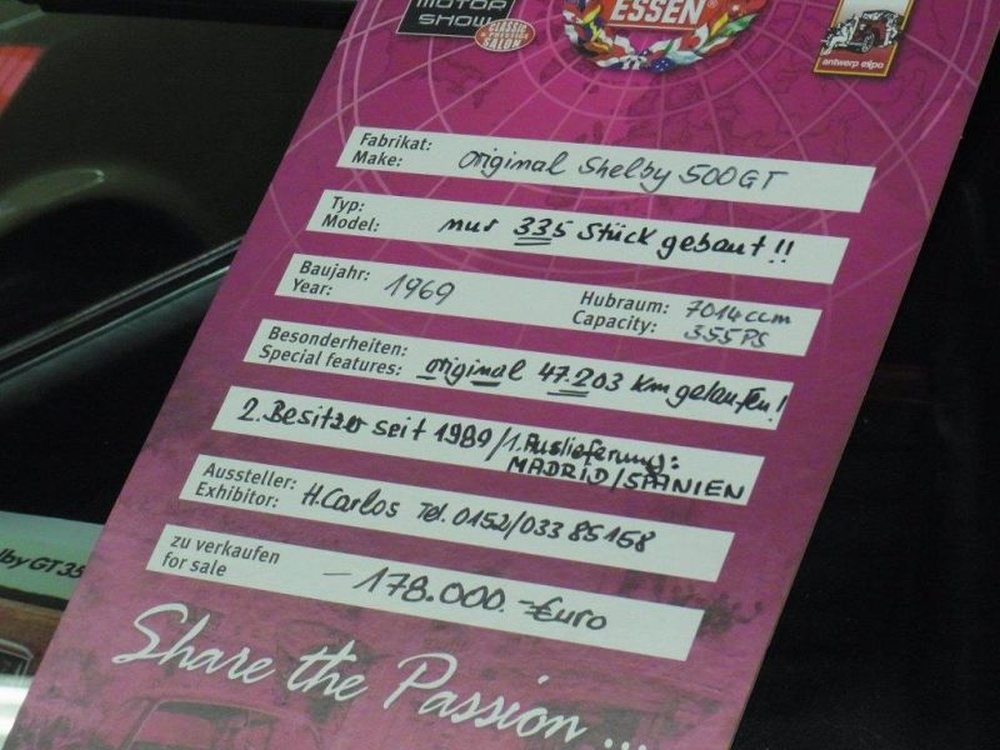 MOTOR
SHOW
CLASSIC
& PRESTIGE
SALON
ESSEN
antwerp expo
Fabrikat:
Make: Original Shelby 500GT
Typ:
Model: nur 335 Stück gebaut!!
Baujahr:
Year: 1969
Hubraum: 7014ccm
Capacity: 355PS
Besonderheiten:
Special features: original 47.203 Km gelaufen!
2. Besitzer seit 1989/1. Auslieferung:
MADRID/SPANIEN
Aussteller:
Exhibitor: H. Carlos Tel. 0152/033 85168
zu verkaufen
for sale – 178.000.– €uro
Share the Passion ...
lby GT 35